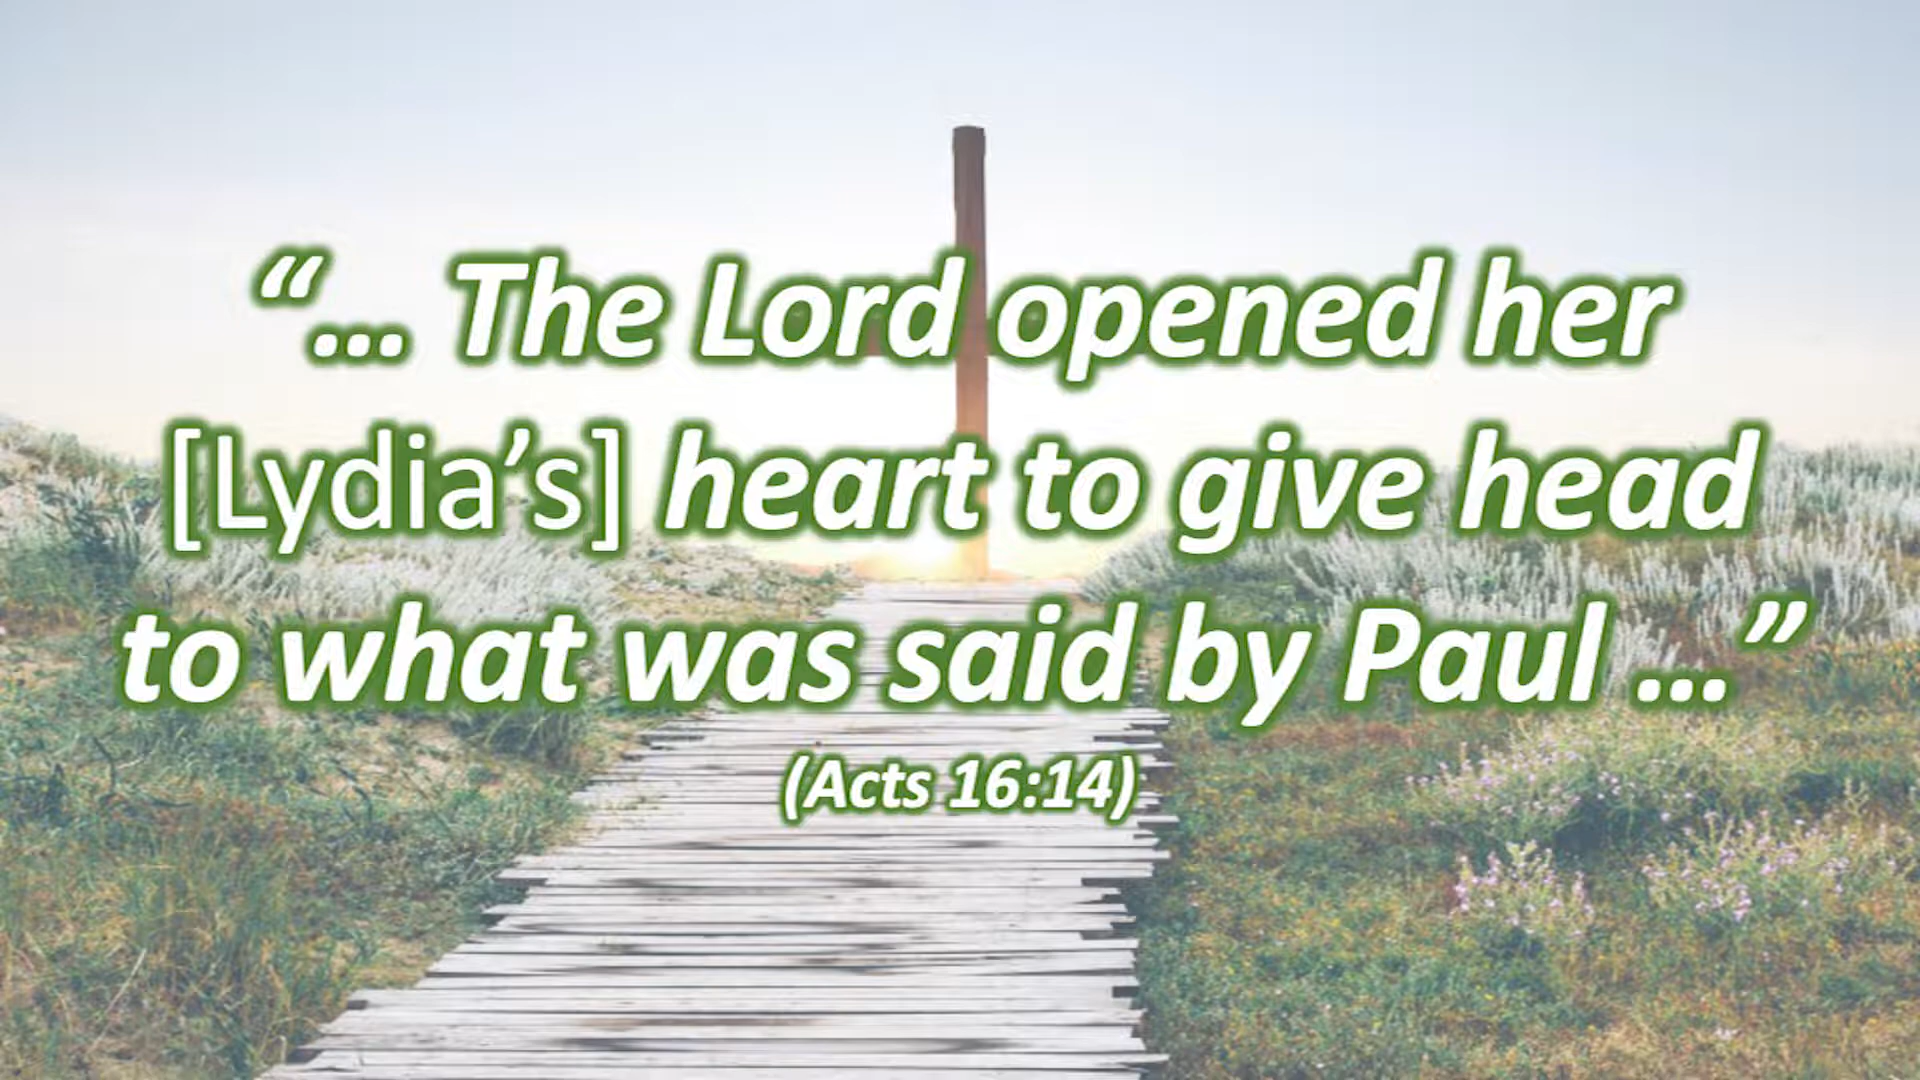 “... The Lord opened her
[Lydia’s] heart to give head
to what was said by Paul ...”
(Acts 16:14)